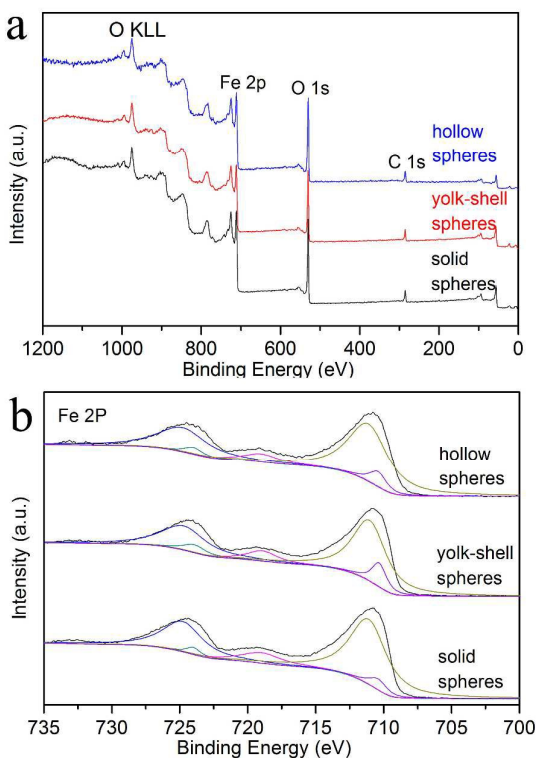 a
O KLL
Fe 2p
O 1s
C 1s
hollow
spheres
yolk-shell
spheres
solid
spheres
Intensity (a.u.)
1200 1000 800 600 400 200 0
Binding Energy (eV)
b
Fe 2P
hollow
spheres
yolk-shell
spheres
solid
spheres
Intensity (a.u.)
735 730 725 720 715 710 705 700
Binding Energy (eV)